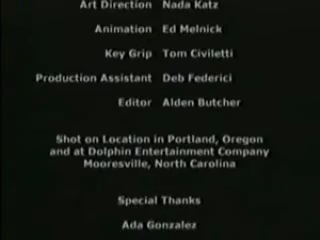 Art Direction Nada Katz
Animation Ed Melnick
Key Grip Tom Civiletti
Production Assistant Deb Federici
Editor Alden Butcher
Shot on Location in Portland, Oregon
and at Dolphin Entertainment Company
Mooresville, North Carolina
Special Thanks
Ada Gonzalez